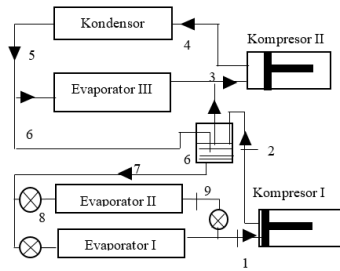 Kondensor
Kompresor II
4
5
3
Evaporator III
6
6
2
7
Evaporator II
9
Kompresor I
8
Evaporator I
1